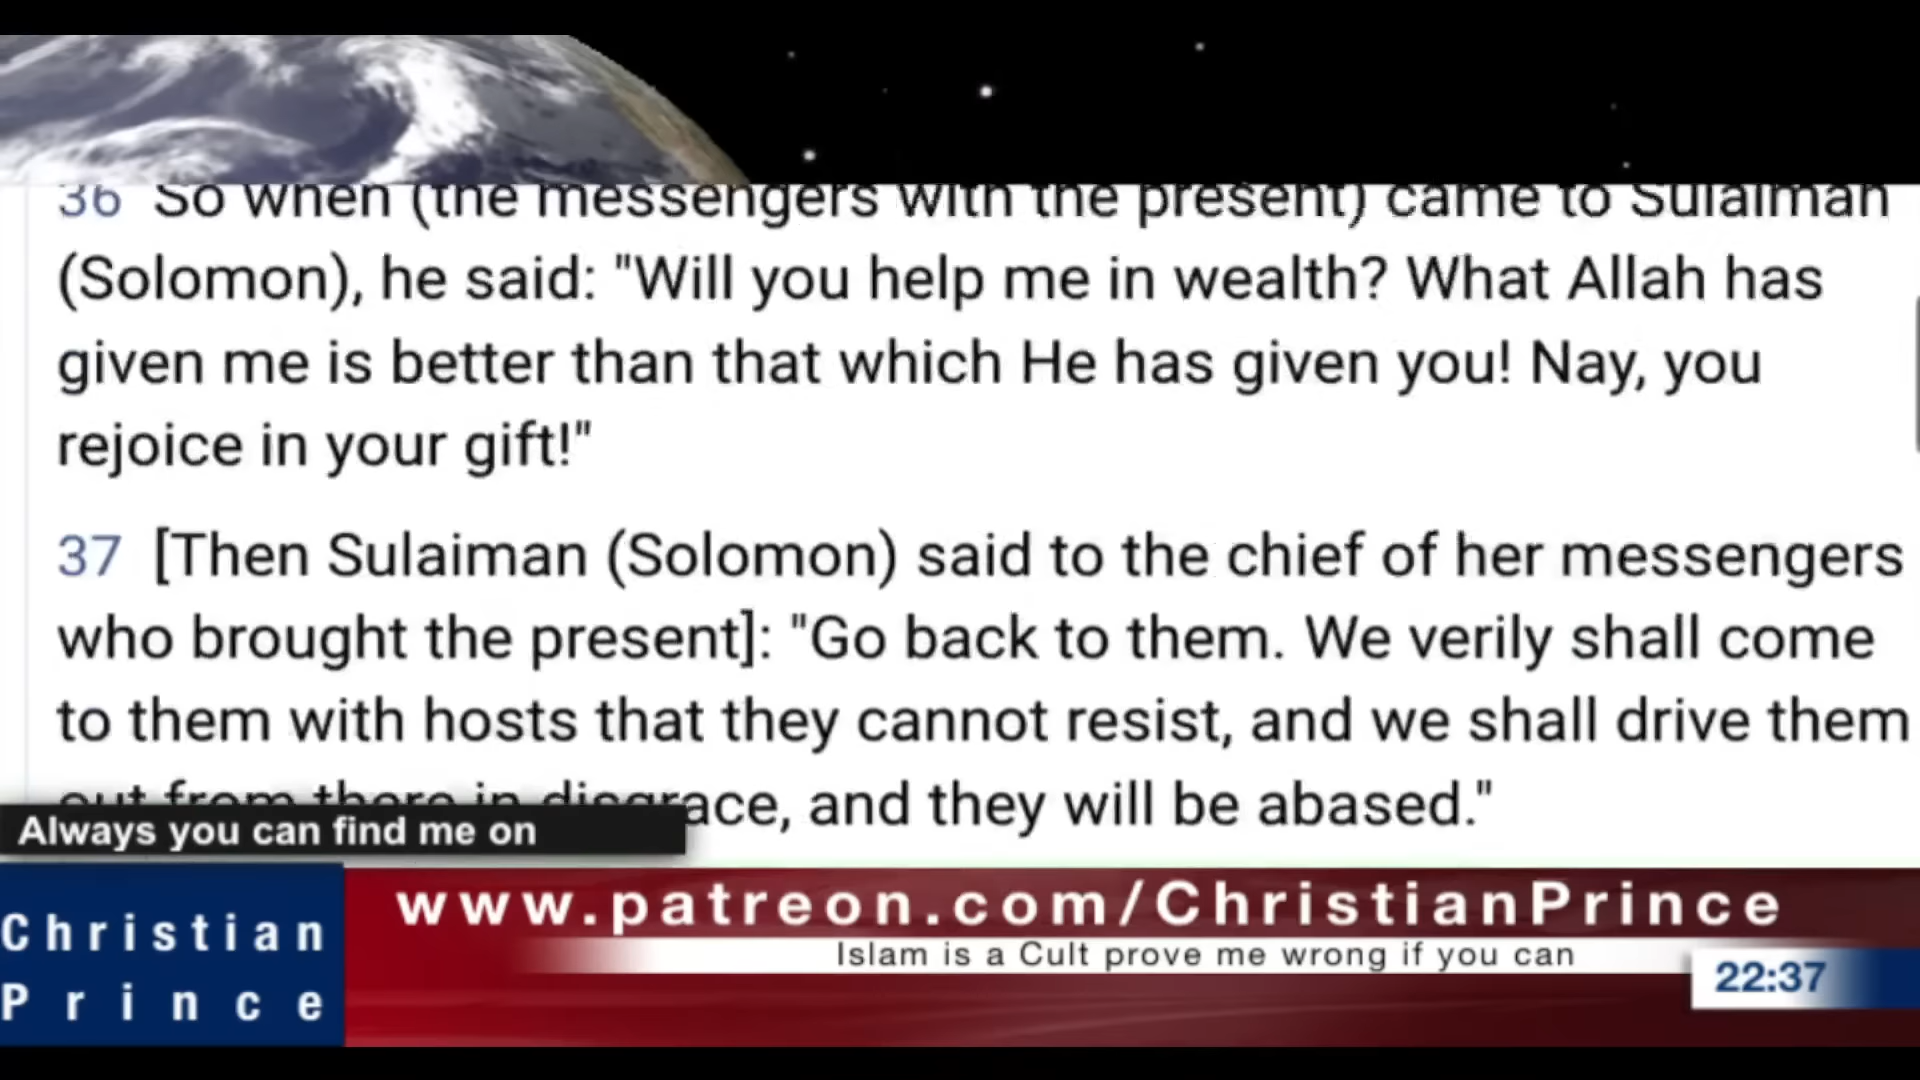 36 So when (the messengers with the present) came to Sulaiman
(Solomon), he said: "Will you help me in wealth? What Allah has
given me is better than that which He has given you! Nay, you
rejoice in your gift!"
37 [Then Sulaiman (Solomon) said to the chief of her messengers
who brought the present]: "Go back to them. We verily shall come
to them with hosts that they cannot resist, and we shall drive them
out from there in disgrace, and they will be abased."
Always you can find me on
Christian
Prince
www.patreon.com/ChristianPrince
Islam is a Cult prove me wrong if you can
22:37